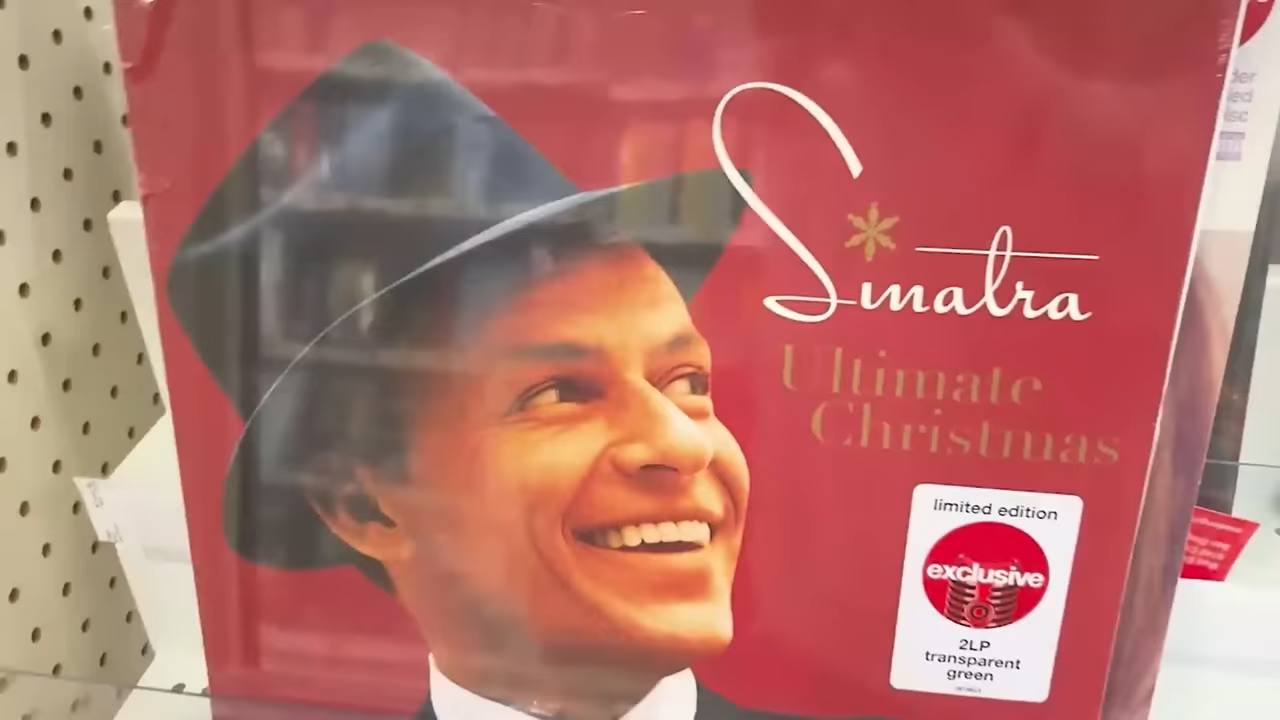 Sinatra
Ultimate
Christmas
limited edition
exclusive
2LP
transparent
green